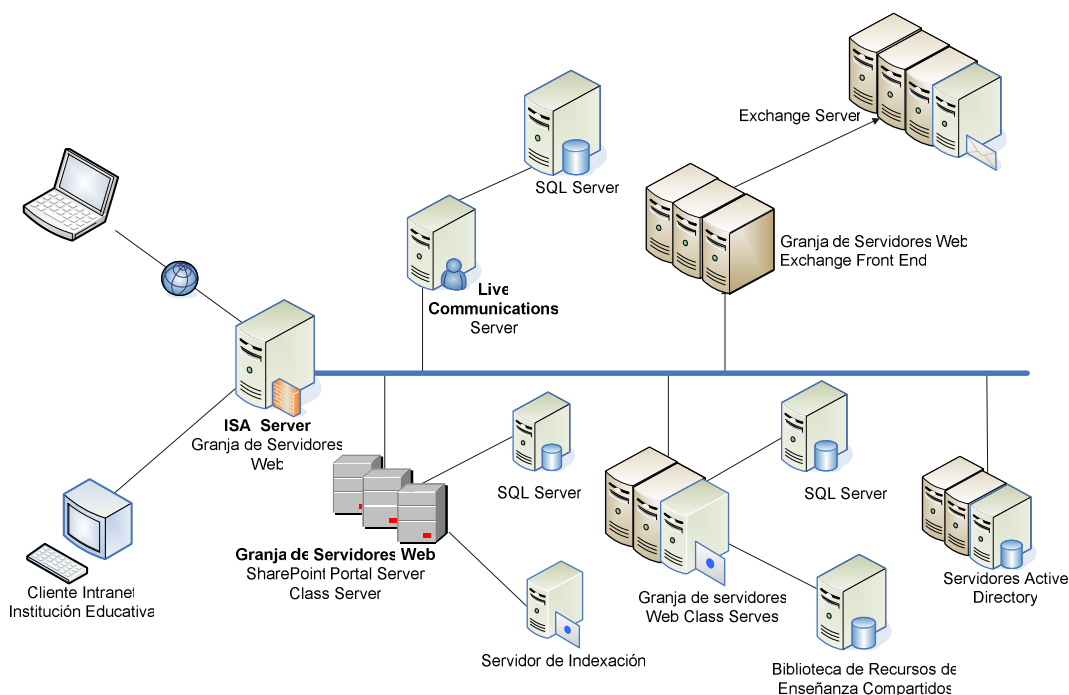 Exchange Server
SQL Server
Granja de Servidores Web
Exchange Front End
Live
Communications
Server
ISA Server
Granja de Servidores
Web
SQL Server
SQL Server
Granja de Servidores Web
SharePoint Portal Server
Class Server
Cliente Intranet
Institución Educativa
Granja de servidores
Web Class Serves
Servidores Active
Directory
Servidor de Indexación
Biblioteca de Recursos de
Enseñanza Compartidos